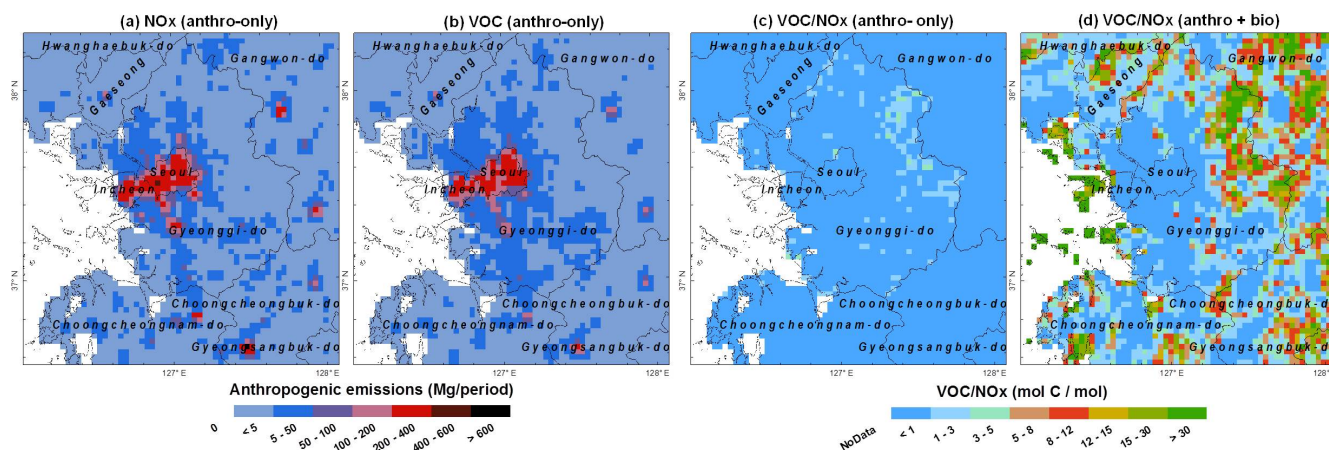 (a) NOx (anthro-only)
(b) VOC (anthro-only)
(c) VOC/NOx (anthro- only)
(d) VOC/NOx (anthro + bio)
Hwanghaebuk-do
Gangwon-do
Gaeseong
Seoul
Incheon
Gyeonggi-do
Choongcheongbuk-do
Choongcheongnam-do
Gyeongsangbuk-do
38° N
37° N
127° E
128° E
Hwanghaebuk-do
Gangwon-do
Gaeseong
Seoul
Incheon
Gyeonggi-do
Choongcheongbuk-do
Choongcheongnam-do
Gyeongsangbuk-do
127° E
128° E
Hwanghaebuk-do
Gangwon-do
Gaeseong
Seoul
Incheon
Gyeonggi-do
Choongcheongbuk-do
Choongcheongnam-do
Gyeongsangbuk-do
38° N
37° N
127° E
128° E
Hwanghaebuk-do
Gangwon-do
Gaeseong
Seoul
Incheon
Gyeonggi-do
Choongcheongbuk-d
Choongcheongnam-do
Gyeongsangbuk-d
127° E
128°
Anthropogenic emissions (Mg/period)
0
< 5
5 - 50
50 - 100
100 - 200
200 - 400
400 - 600
> 600
VOC/NOx (mol C / mol)
NoData
< 1
1 - 3
3 - 5
5 - 8
8 - 12
12 - 15
15 - 30
> 30